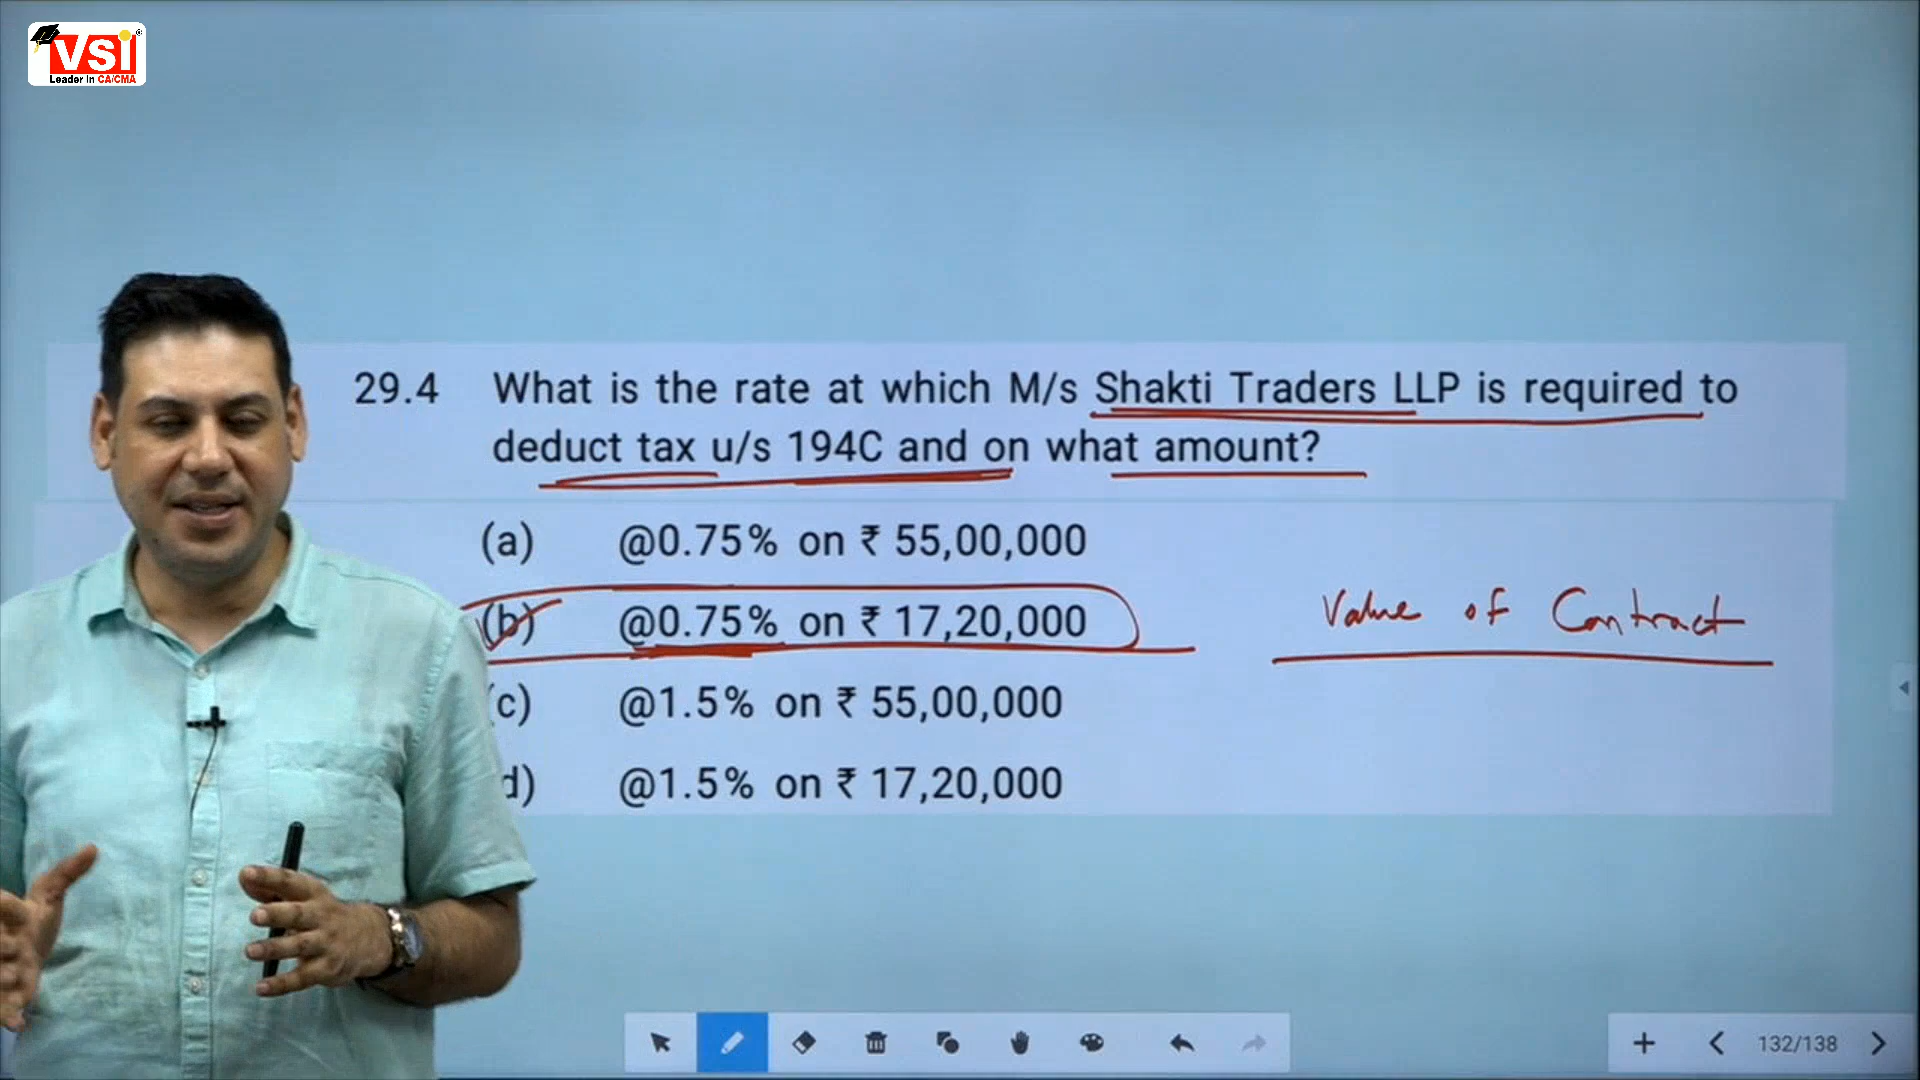 VSI
Leader in CA/CMA
29.4 What is the rate at which M/s Shakti Traders LLP is required to
deduct tax u/s 194C and on what amount?
(a) @0.75% on ₹ 55,00,000
(b) @0.75% on ₹ 17,20,000
Value of Contract
(c) @1.5% on ₹ 55,00,000
d) @1.5% on ₹ 17,20,000
132/138